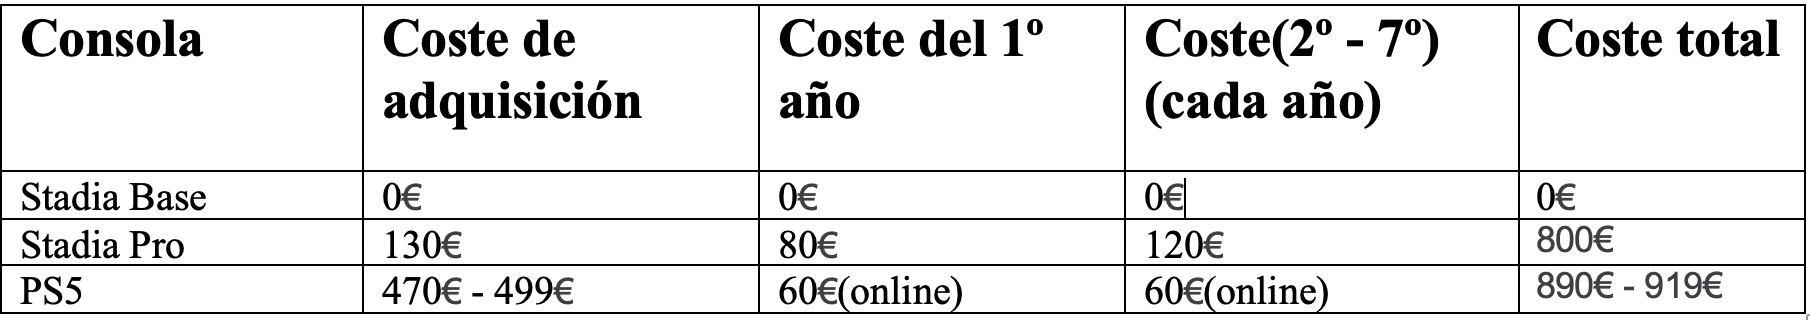 Consola Coste de Coste del 1º Coste(2º - 7º) Coste total
adquisición año (cada año)
Stadia Base 0€ 0€ 0€ 0€
Stadia Pro 130€ 80€ 120€ 800€
PS5 470€ - 499€ 60€(online) 60€(online) 890€ - 919€